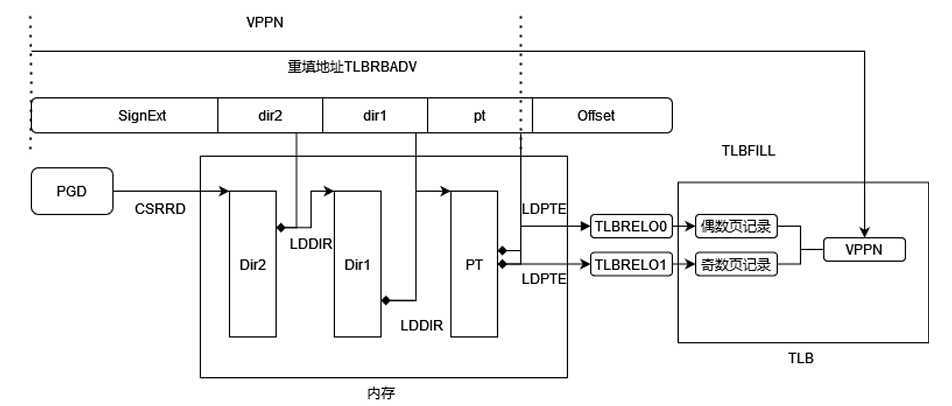 VPPN
重填地址TLBRBADV
SignExt
dir2
dir1
pt
Offset
TLBFILL
PGD
CSRRD
LDDIR
LDPTE
TLBRELO0
偶数页记录
Dir2
Dir1
PT
VPPN
TLBRELO1
奇数页记录
LDPTE
LDDIR
TLB
内存